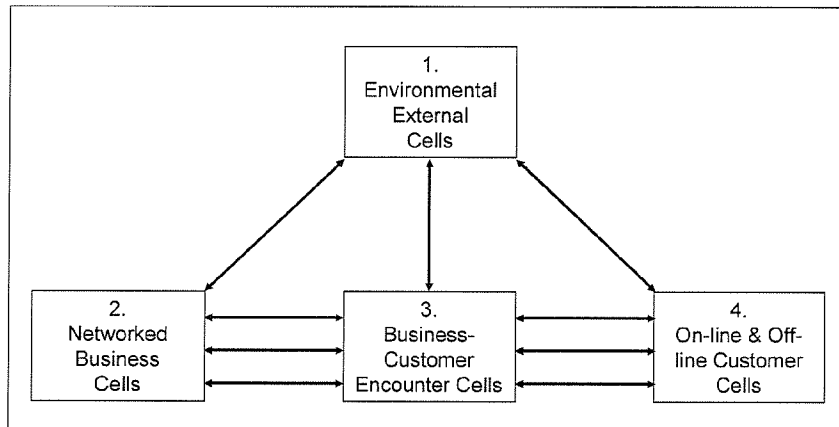 1.
Environmental
External
Cells
2.
Networked
Business
Cells
3.
Business-
Customer
Encounter Cells
4.
On-line & Off-
line Customer
Cells